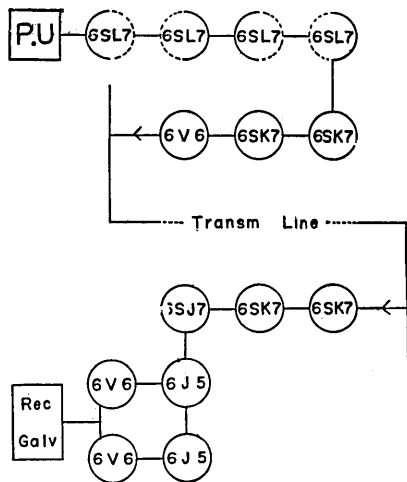 P.U 6SL7 6SL7 6SL7 6SL7
6V6 6SK7 6SK7
Transm Line
6SJ7 6SK7 6SK7
6V6 6J5
Rec
Galv
6V6 6J5